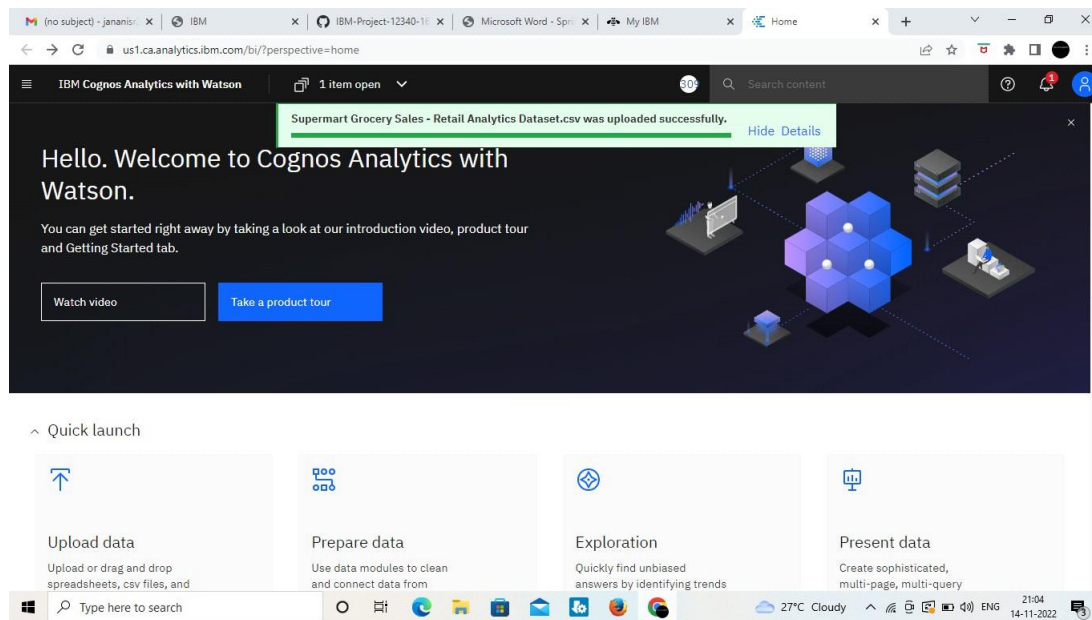 (no subject) - jananisr
IBM
IBM-Project-12340-16
Microsoft Word - Spri
My IBM
Home
us1.ca.analytics.ibm.com/bi/?perspective=home
IBM Cognos Analytics with Watson
1 item open
309
Search content
1
Supermart Grocery Sales - Retail Analytics Dataset.csv was uploaded successfully.
Hide Details
Hello. Welcome to Cognos Analytics with
Watson.
You can get started right away by taking a look at our introduction video, product tour
and Getting Started tab.
Watch video
Take a product tour
Quick launch
Upload data
Upload or drag and drop
spreadsheets, csv files, and
Prepare data
Use data modules to clean
and connect data from
Exploration
Quickly find unbiased
answers by identifying trends
Present data
Create sophisticated,
multi-page, multi-query
Type here to search
27°C Cloudy
ENG
21:04
14-11-2022
3